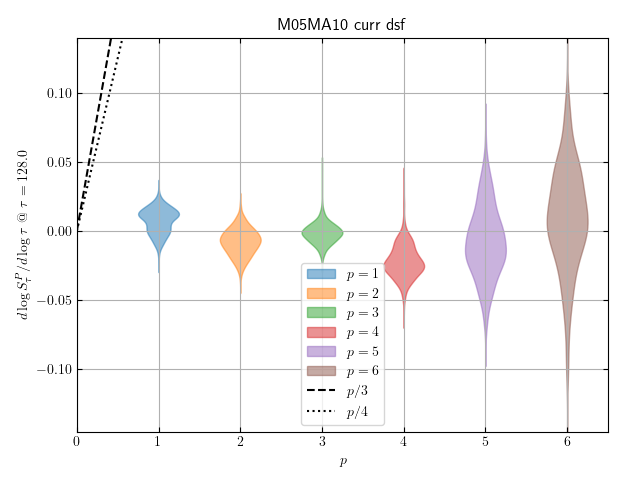 M05MA10 curr dsf
0.10
0.05
0.00
−0.05
−0.10
d log S_τ^P / d log τ @ τ = 128.0
p = 1
p = 2
p = 3
p = 4
p = 5
p = 6
p/3
p/4
0 1 2 3 4 5 6
p